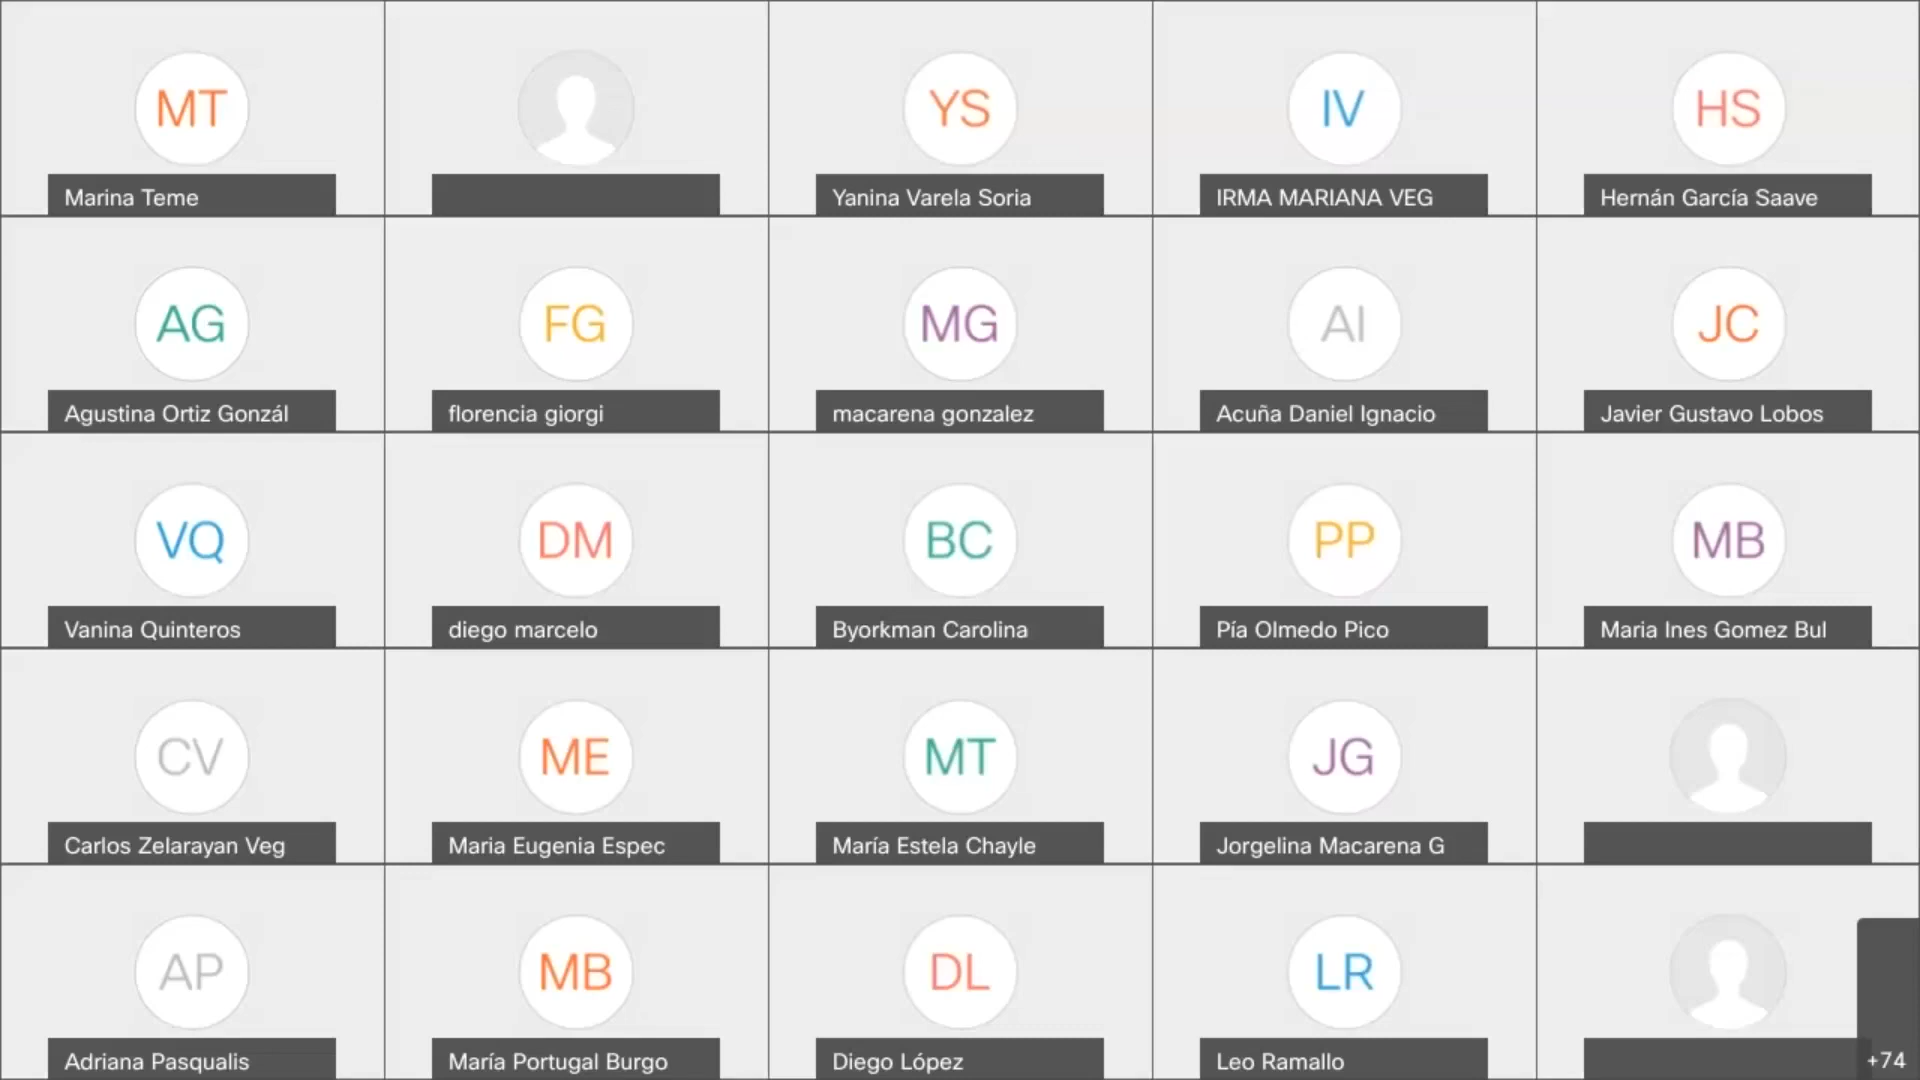 MT
YS
IV
HS
Marina Teme
Yanina Varela Soria
IRMA MARIANA VEG
Hernán García Saave
AG
FG
MG
AI
JC
Agustina Ortiz Gonzál
florencia giorgi
macarena gonzalez
Acuña Daniel Ignacio
Javier Gustavo Lobos
VQ
DM
BC
PP
MB
Vanina Quinteros
diego marcelo
Byorkman Carolina
Pía Olmedo Pico
Maria Ines Gomez Bul
CV
ME
MT
JG
Carlos Zelarayan Veg
Maria Eugenia Espec
María Estela Chayle
Jorgelina Macarena G
AP
MB
DL
LR
Adriana Pasqualis
María Portugal Burgo
Diego López
Leo Ramallo
+74